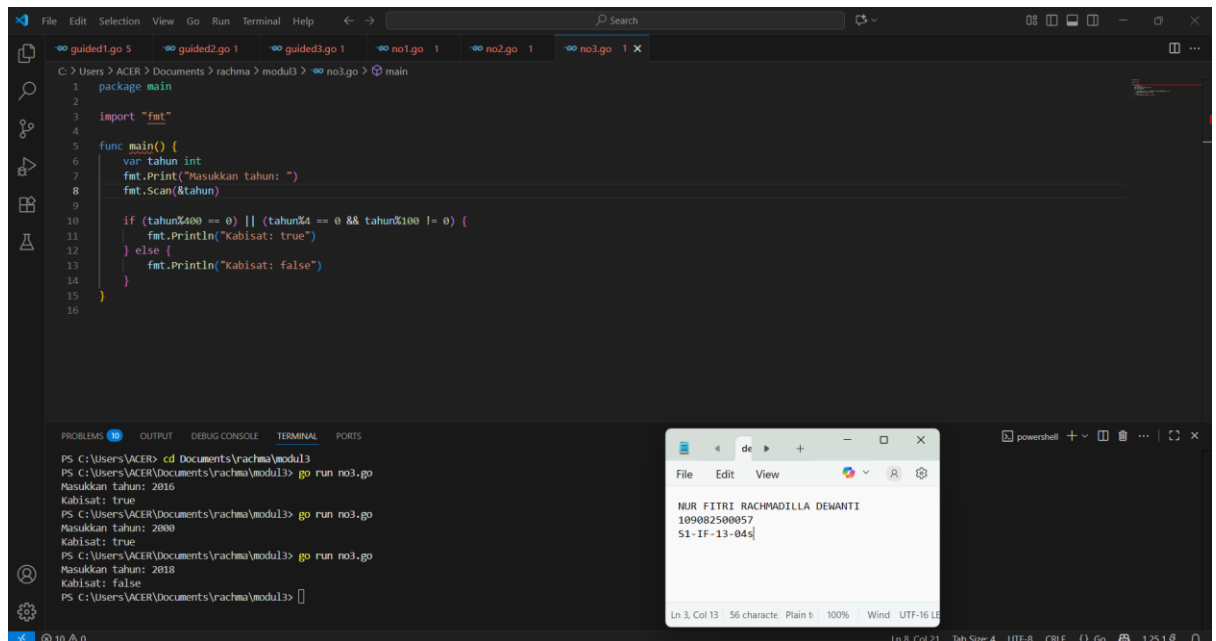 File Edit Selection View Go Run Terminal Help
Search
guided1.go 5 guided2.go 1 guided3.go 1 no1.go 1 no2.go 1 no3.go 1
C: > Users > ACER > Documents > rachma > modul3 > no3.go > main
1 package main
2
3 import "fmt"
4
5 func main() {
6 var tahun int
7 fmt.Print("Masukkan tahun: ")
8 fmt.Scan(&tahun)
9
10 if (tahun%400 == 0) || (tahun%4 == 0 && tahun%100 != 0) {
11 fmt.Println("Kabisat: true")
12 } else {
13 fmt.Println("Kabisat: false")
14 }
15 }
16
PROBLEMS 10 OUTPUT DEBUG CONSOLE TERMINAL PORTS
powershell
PS C:\Users\ACER> cd Documents\rachma\modul3
PS C:\Users\ACER\Documents\rachma\modul3> go run no3.go
Masukkan tahun: 2016
Kabisat: true
PS C:\Users\ACER\Documents\rachma\modul3> go run no3.go
Masukkan tahun: 2000
Kabisat: true
PS C:\Users\ACER\Documents\rachma\modul3> go run no3.go
Masukkan tahun: 2018
Kabisat: false
PS C:\Users\ACER\Documents\rachma\modul3>
de
File Edit View
NUR FITRI RACHMADILLA DEWANTI
109082500057
S1-IF-13-04s
Ln 3, Col 13 56 characte Plain t 100% Wind UTF-16 LE
10 0
Ln 8, Col 21 Tab Size: 4 UTF-8 CRLF {} Go 1.25.1